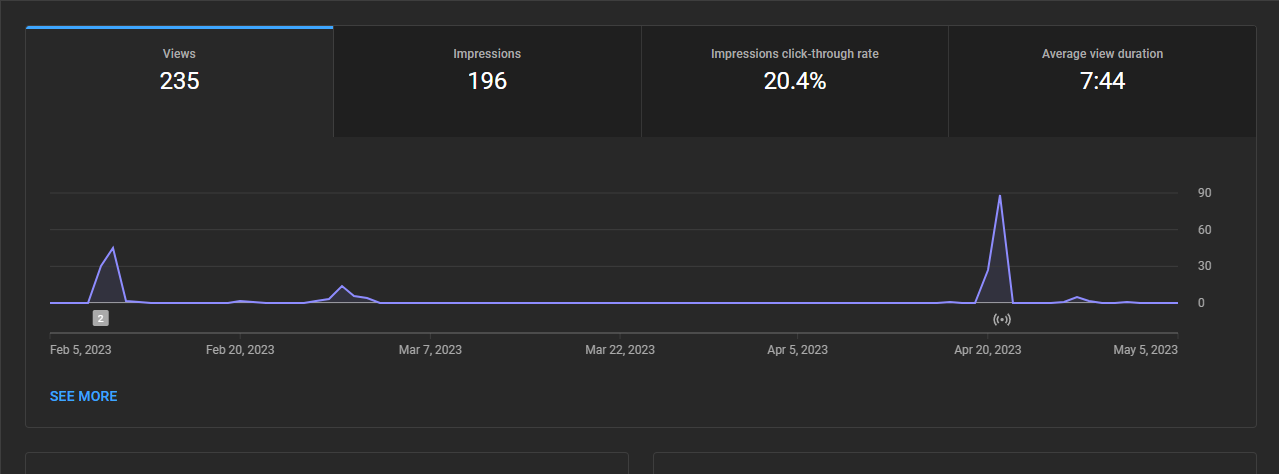 Views
235
Impressions
196
Impressions click-through rate
20.4%
Average view duration
7:44
90
60
30
0
2
Feb 5, 2023
Feb 20, 2023
Mar 7, 2023
Mar 22, 2023
Apr 5, 2023
Apr 20, 2023
May 5, 2023
SEE MORE